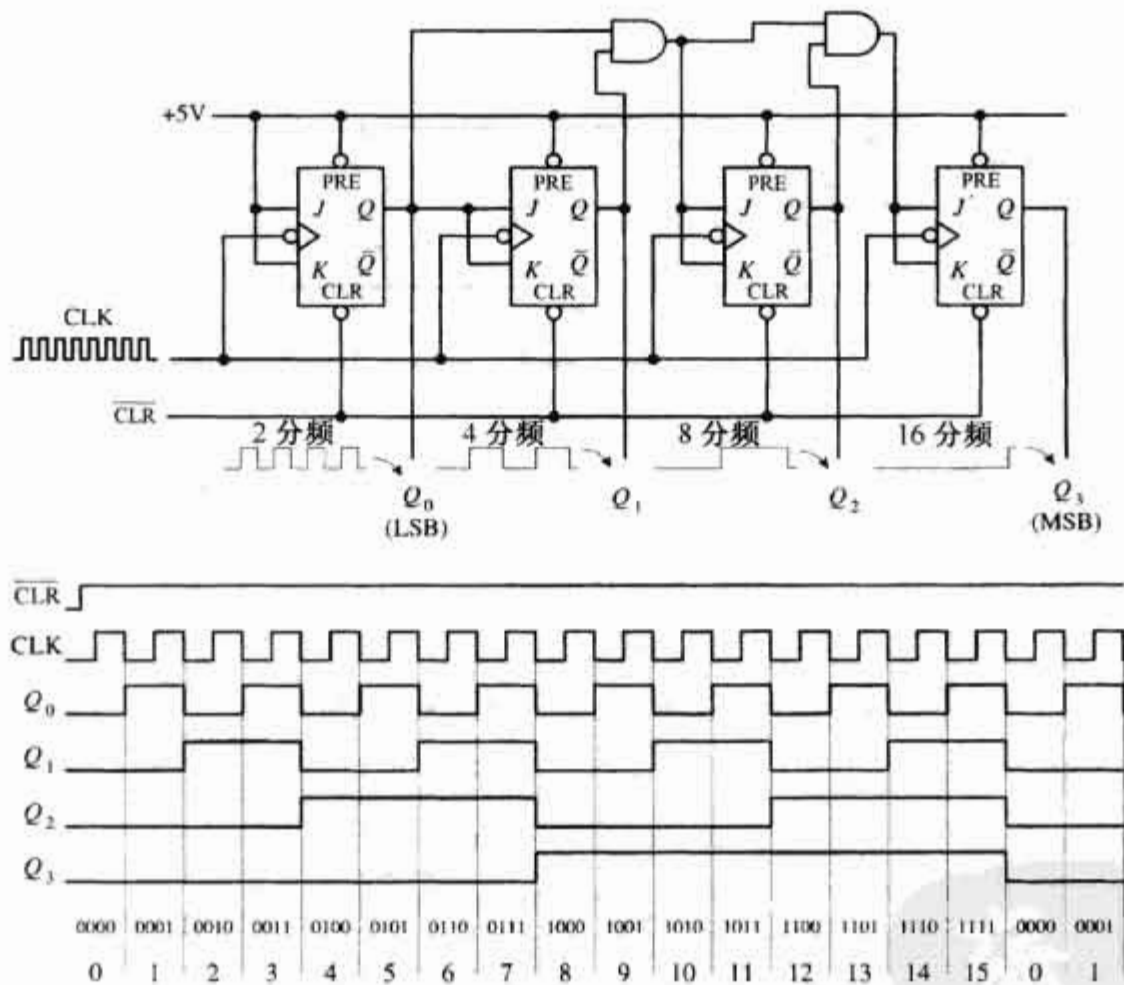 +5V
PRE PRE PRE PRE
J Q J Q J Q J Q
K Q̅ K Q̅ K Q̅ K Q̅
CLR CLR CLR CLR
CLK
C̅L̅R̅
2 分频 4 分频 8 分频 16 分频
Q₀ Q₁ Q₂ Q₃
(LSB) (MSB)
C̅L̅R̅
CLK
Q₀
Q₁
Q₂
Q₃
0000 0001 0010 0011 0100 0101 0110 0111 1000 1001 1010 1011 1100 1101 1110 1111 0000 0001
0 1 2 3 4 5 6 7 8 9 10 11 12 13 14 15 0 1